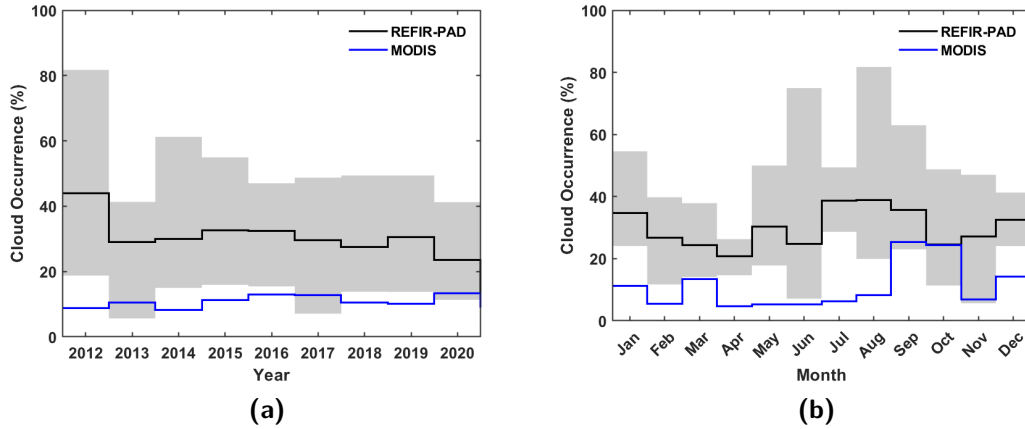 REFIR-PAD
MODIS
100
80
60
40
20
0
Cloud Occurrence (%)
2012 2013 2014 2015 2016 2017 2018 2019 2020
Year
(a)
REFIR-PAD
MODIS
100
80
60
40
20
0
Cloud Occurrence (%)
Jan Feb Mar Apr May Jun Jul Aug Sep Oct Nov Dec
Month
(b)